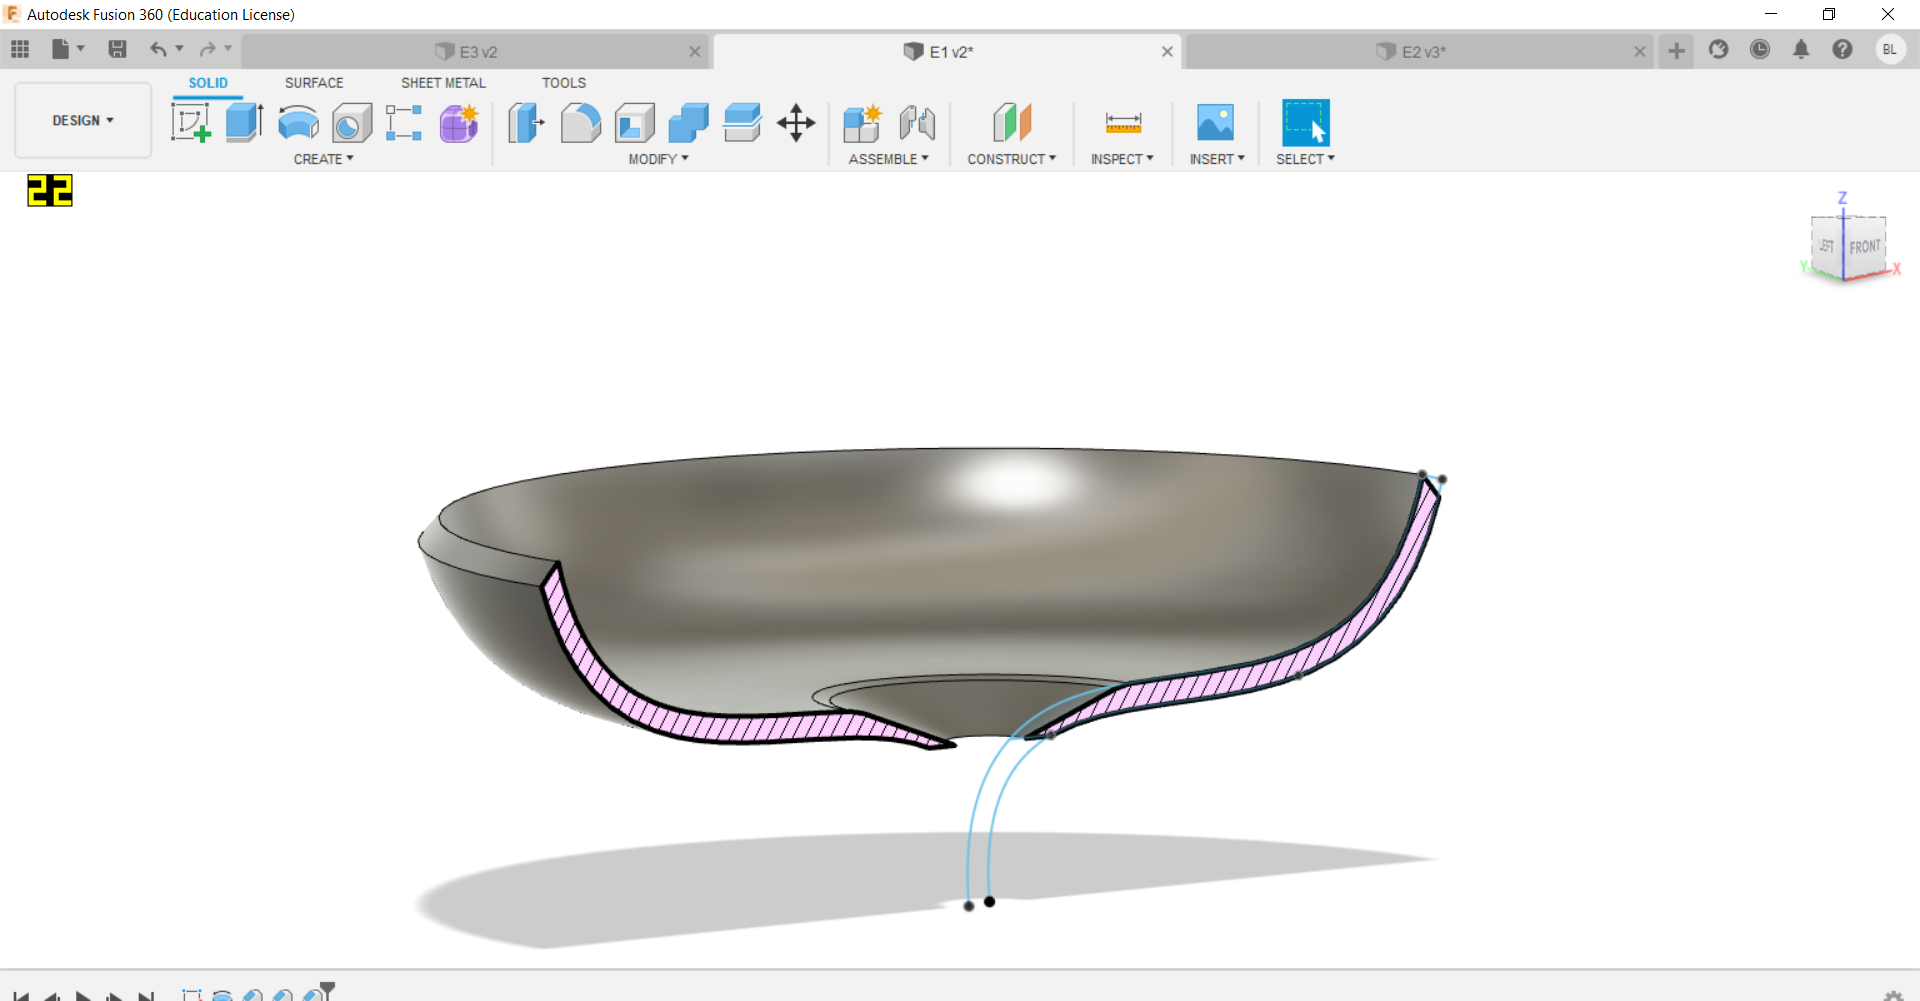 Autodesk Fusion 360 (Education License)
E3 v2
E1 v2*
E2 v3*
BL
SOLID
SURFACE
SHEET METAL
TOOLS
DESIGN
CREATE
MODIFY
ASSEMBLE
CONSTRUCT
INSPECT
INSERT
SELECT
22
Z
LEFT
FRONT
Y
X